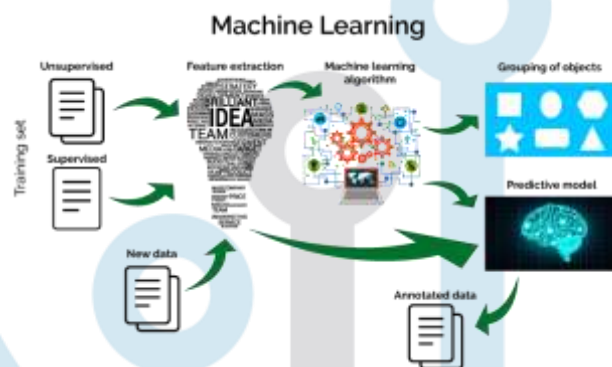 Machine Learning
Unsupervised
Feature extraction
Machine learning
algorithm
Grouping of objects
Training set
Supervised
BRILLIANT
IDEA
TEAM
Predictive model
New data
Annotated data